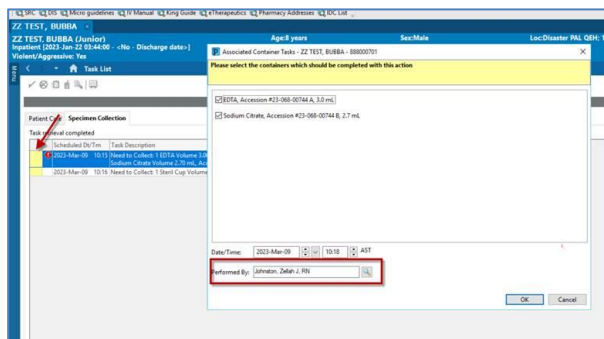 SRC DIS Micro guidelines IV Manual King Guide eTherapeutics Pharmacy Addresses IDC List
ZZ TEST, BUBBA
ZZ TEST, BUBBA (Junior) Age:8 years Sex:Male Loc:Disaster PAL QEH: 1
Inpatient [2023-Jan-22 03:44:00 - <No - Discharge date>]
Violent/Aggressive: Yes
Menu
Task List
Patient Care Specimen Collection
Task retrieval completed
Scheduled Dt/Tm Task Description
2023-Mar-09 10:15 Need to Collect: 1 EDTA Volume 3.0
Sodium Citrate Volume 2.70 mL, Ac
2023-Mar-09 10:16 Need to Collect: 1 Steril Cup Volume
Associated Container Tasks - ZZ TEST, BUBBA - 888000701
Please select the containers which should be completed with this action
EDTA, Accession #23-068-00744 A, 3.0 mL
Sodium Citrate, Accession #23-068-00744 B, 2.7 mL
Date/Time: 2023-Mar-09 10:18 AST
Performed By: Johnston, Zellah J, RN
OK Cancel